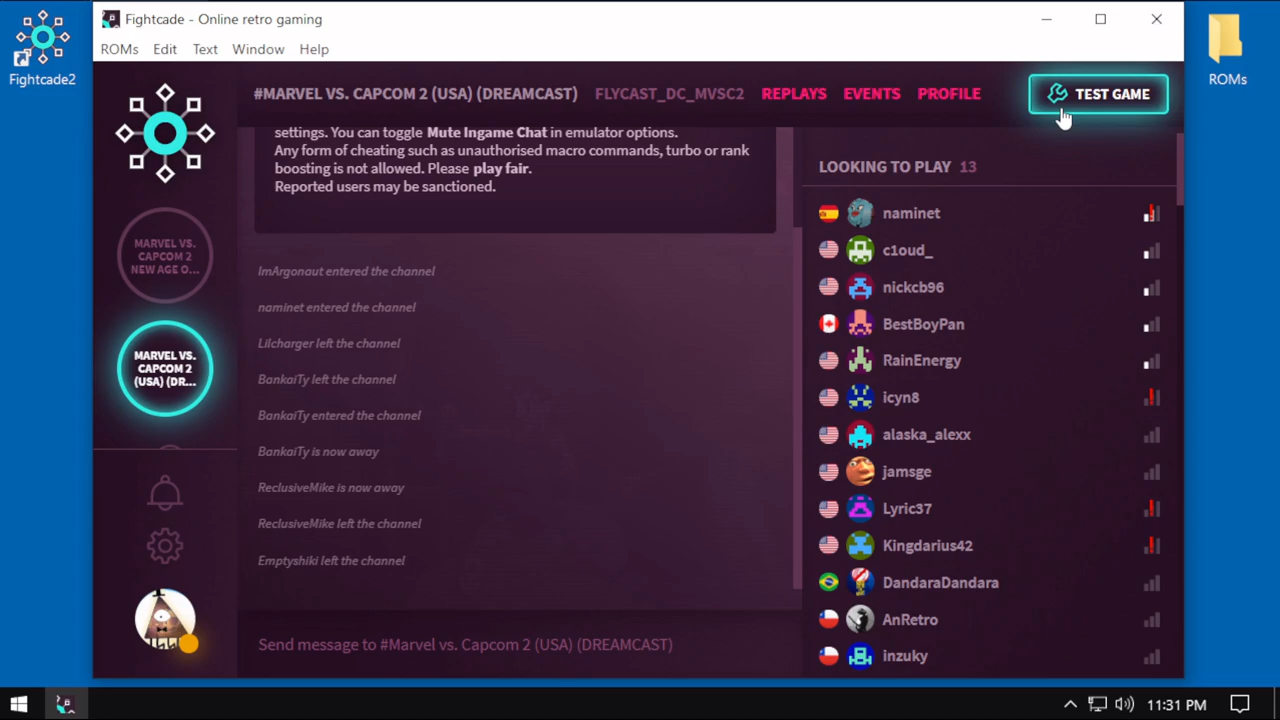 Fightcade2
Fightcade - Online retro gaming
ROMs Edit Text Window Help
ROMs
#MARVEL VS. CAPCOM 2 (USA) (DREAMCAST) FLYCAST_DC_MVSC2 REPLAYS EVENTS PROFILE TEST GAME
MARVEL VS.
CAPCOM 2
NEW AGE O...
MARVEL VS.
CAPCOM 2
(USA) (DR...
settings. You can toggle Mute Ingame Chat in emulator options.
Any form of cheating such as unauthorised macro commands, turbo or rank
boosting is not allowed. Please play fair.
Reported users may be sanctioned.
ImArgonaut entered the channel
naminet entered the channel
Lilcharger left the channel
BankaiTy left the channel
BankaiTy entered the channel
BankaiTy is now away
ReclusiveMike is now away
ReclusiveMike left the channel
Emptyshiki left the channel
Send message to #Marvel vs. Capcom 2 (USA) (DREAMCAST)
LOOKING TO PLAY 13
naminet
c1oud_
nickcb96
BestBoyPan
RainEnergy
icyn8
alaska_alexx
jamsge
Lyric37
Kingdarius42
DandaraDandara
AnRetro
inzuky
11:31 PM